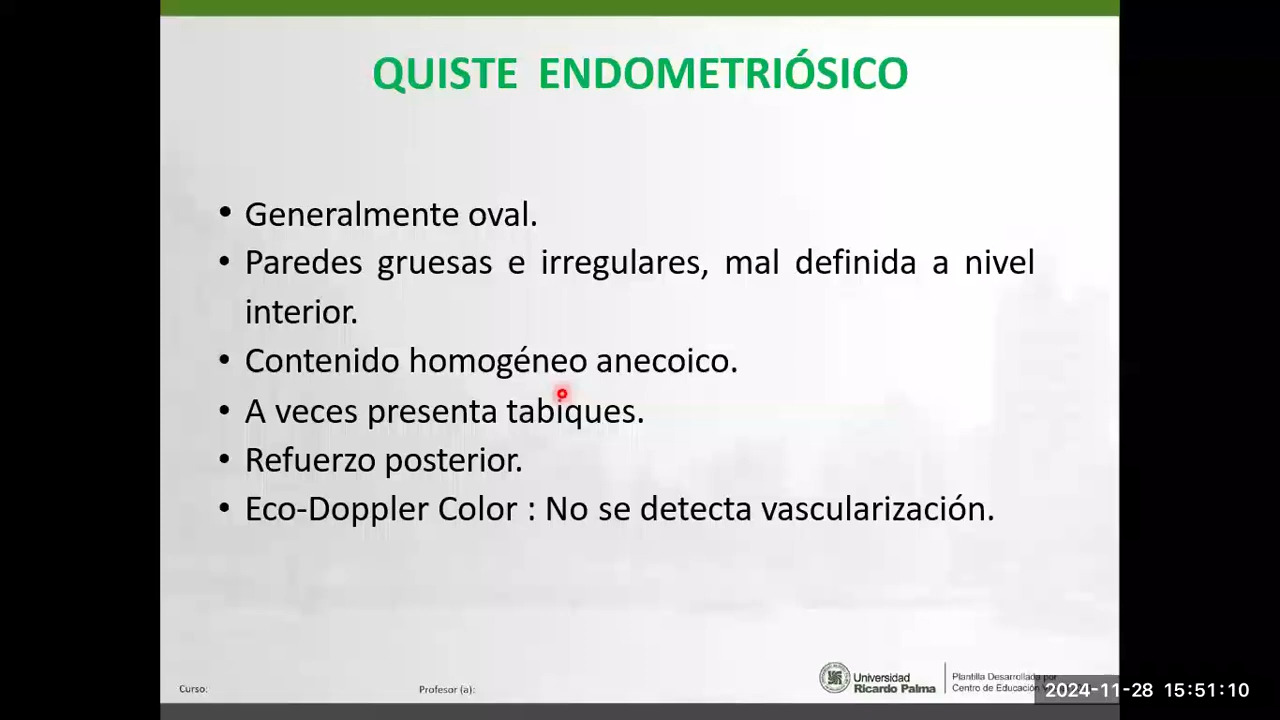 QUISTE ENDOMETRIÓSICO
• Generalmente oval.
• Paredes gruesas e irregulares, mal definida a nivel
interior.
• Contenido homogéneo anecoico.
• A veces presenta tabiques.
• Refuerzo posterior.
• Eco-Doppler Color : No se detecta vascularización.
Curso:
Profesor (a):
Universidad
Ricardo Palma
Plantilla Desarrollada por
Centro de Educación
2024-11-28 15:51:10